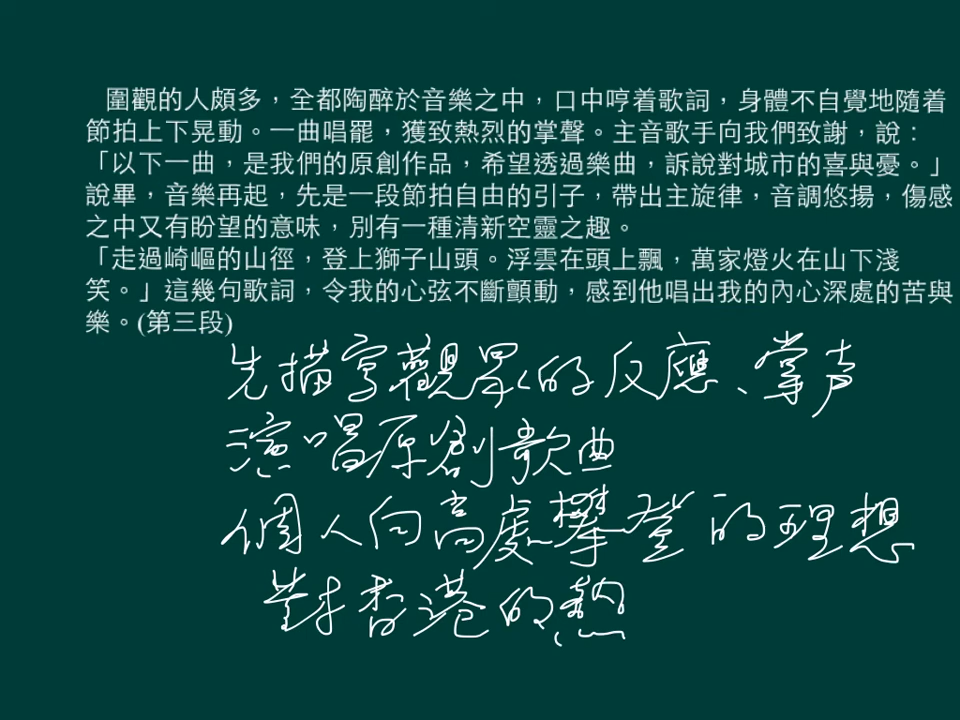 圍觀的人頗多，全都陶醉於音樂之中，口中哼着歌詞，身體不自覺地隨着
節拍上下晃動。一曲唱罷，獲致熱烈的掌聲。主音歌手向我們致謝，說：
「以下一曲，是我們的原創作品，希望透過樂曲，訴說對城市的喜與憂。」
說畢，音樂再起，先是一段節拍自由的引子，帶出主旋律，音調悠揚，傷感
之中又有盼望的意味，別有一種清新空靈之趣。
「走過崎嶇的山徑，登上獅子山頭。浮雲在頭上飄，萬家燈火在山下淺
笑。」這幾句歌詞，令我的心弦不斷顫動，感到他唱出我的內心深處的苦與
樂。(第三段)
先描寫觀眾的反應、掌声
演唱原創歌曲
個人向高處攀登的理想
對香港的熱